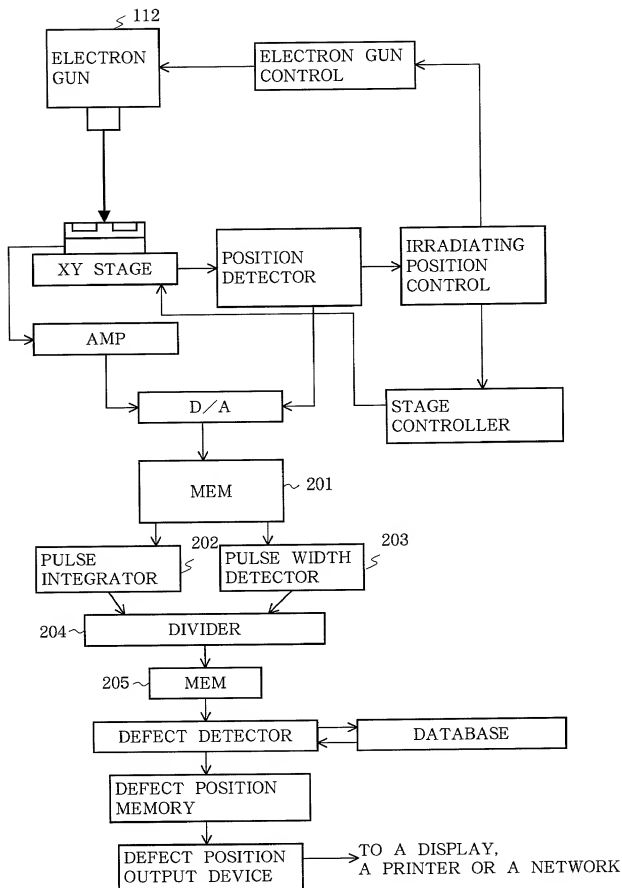 112
ELECTRON
GUN
ELECTRON GUN
CONTROL
XY STAGE
POSITION
DETECTOR
IRRADIATING
POSITION
CONTROL
AMP
D/A
STAGE
CONTROLLER
MEM
201
202
203
PULSE
INTEGRATOR
PULSE WIDTH
DETECTOR
204
DIVIDER
205
MEM
DEFECT DETECTOR
DATABASE
DEFECT POSITION
MEMORY
DEFECT POSITION
OUTPUT DEVICE
TO A DISPLAY,
A PRINTER OR A NETWORK